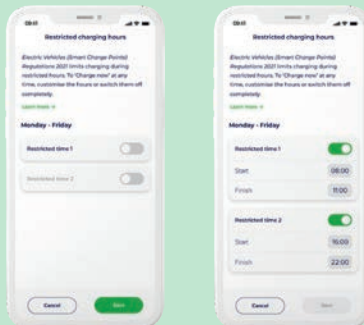 09:41
Restricted charging hours
Electric Vehicles (Smart Charge Points)
Regulations 2021 limits charging during
restricted hours. To 'Charge now' at any
time, customise the hours or switch them off
completely.
Learn more →
Monday - Friday
Restricted time 1
Restricted time 2
Cancel
Save
09:41
Restricted charging hours
Electric Vehicles (Smart Charge Points)
Regulations 2021 limits charging during
restricted hours. To 'Charge now' at any
time, customise the hours or switch them off
completely.
Learn more →
Monday - Friday
Restricted time 1
Start 08:00
Finish 11:00
Restricted time 2
Start 16:00
Finish 22:00
Cancel
Save